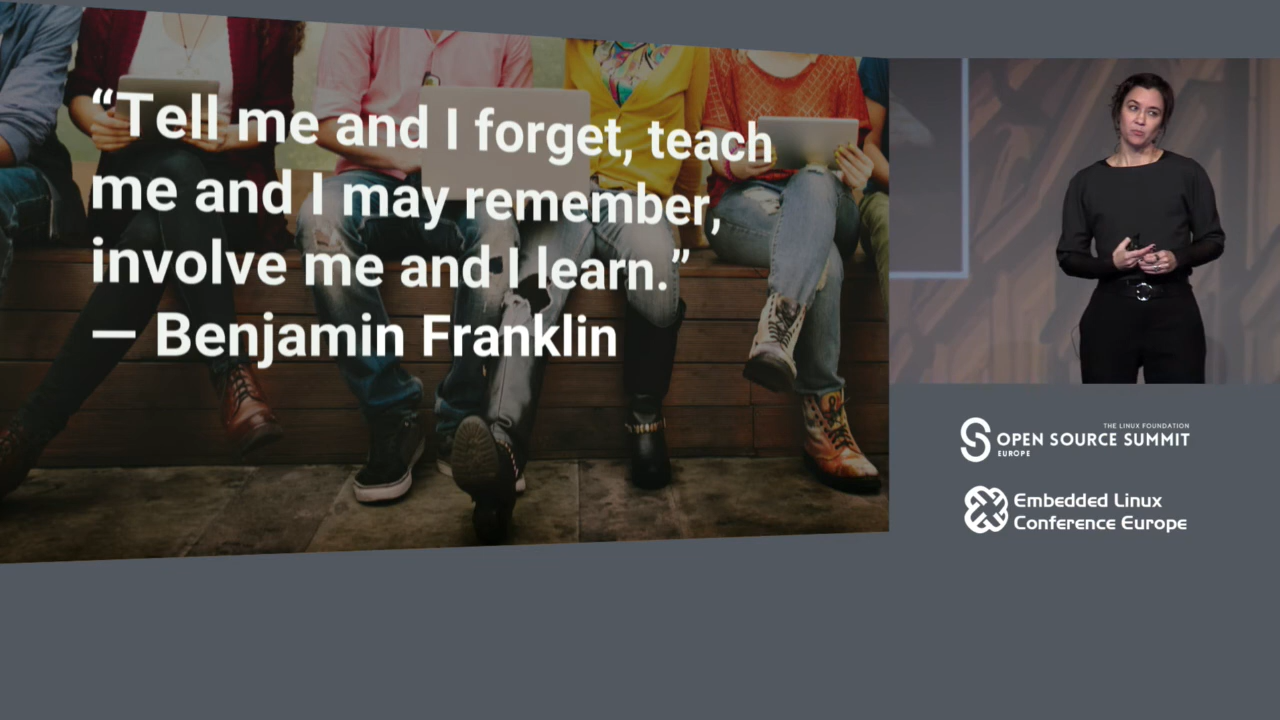 “Tell me and I forget, teach
me and I may remember,
involve me and I learn.”
— Benjamin Franklin
THE LINUX FOUNDATION
OPEN SOURCE SUMMIT
EUROPE
Embedded Linux
Conference Europe